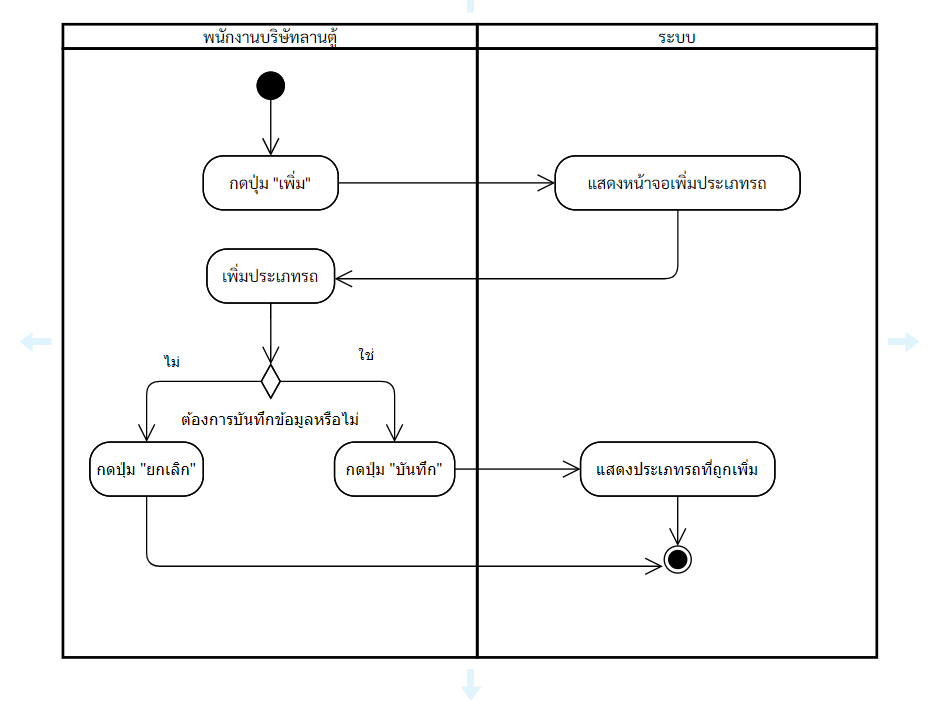 พนักงานบริษัทลานตู้
ระบบ
กดปุ่ม "เพิ่ม"
แสดงหน้าจอเพิ่มประเภทรถ
เพิ่มประเภทรถ
ไม่
ใช่
ต้องการบันทึกข้อมูลหรือไม่
กดปุ่ม "ยกเลิก"
กดปุ่ม "บันทึก"
แสดงประเภทรถที่ถูกเพิ่ม